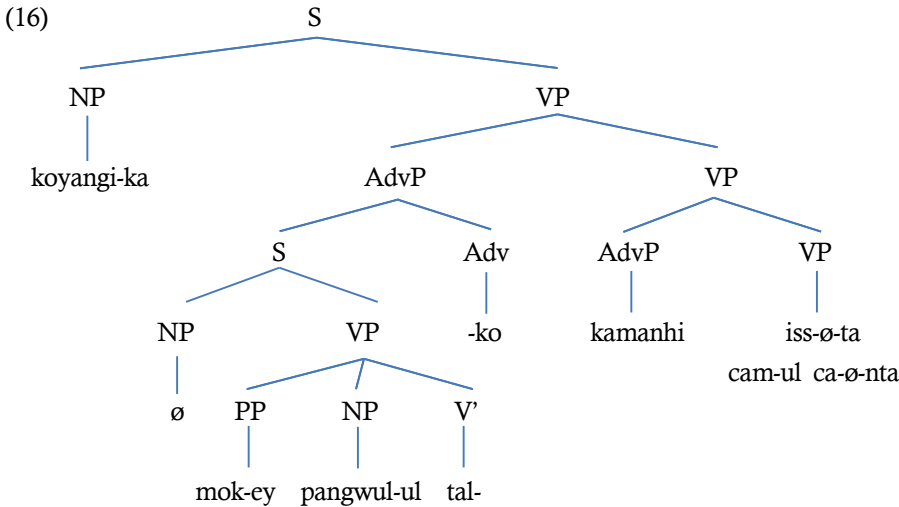 (16) S
NP VP
koyangi-ka AdvP VP
S Adv AdvP VP
NP VP -ko kamanhi iss-ø-ta
cam-ul ca-ø-nta
ø PP NP V’
mok-ey pangwul-ul tal-